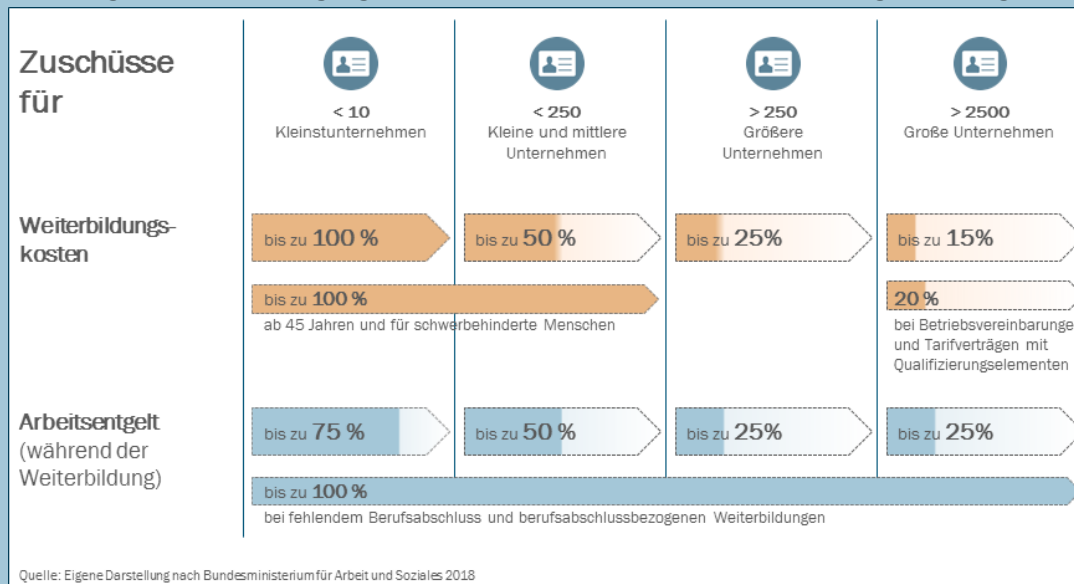 Zuschüsse
für
< 10
Kleinstunternehmen
< 250
Kleine und mittlere
Unternehmen
> 250
Größere
Unternehmen
> 2500
Große Unternehmen
Weiterbildungs-
kosten
bis zu 100 %
bis zu 50 %
bis zu 25%
bis zu 15%
bis zu 100 %
ab 45 Jahren und für schwerbehinderte Menschen
20 %
bei Betriebsvereinbarunge
und Tarifverträgen mit
Qualifizierungselementen
Arbeitsentgelt
(während der
Weiterbildung)
bis zu 75 %
bis zu 50 %
bis zu 25%
bis zu 25%
bis zu 100 %
bei fehlendem Berufsabschluss und berufsabschlussbezogenen Weiterbildungen
Quelle: Eigene Darstellung nach Bundesministerium für Arbeit und Soziales 2018